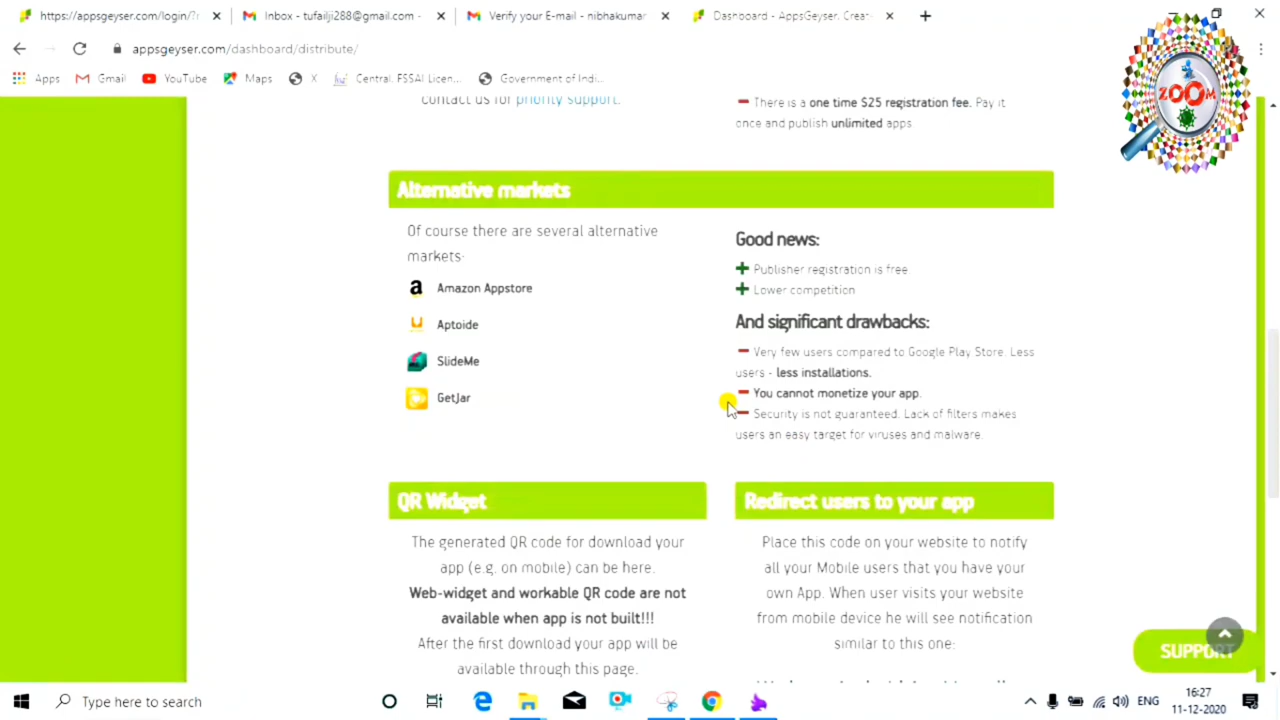 https://appsgeyser.com/login/?r
Inbox - tufailji288@gmail.com -
Verify your E-mail - nibhakumar
Dashboard - AppsGeyser. Create
appsgeyser.com/dashboard/distribute/
Apps
Gmail
YouTube
Maps
X
Central. FSSAI Licen...
Government of Indi...
ZOOM
contact us for priority support.
There is a one time $25 registration fee. Pay it
once and publish unlimited apps.
Alternative markets
Of course there are several alternative
markets:
Amazon Appstore
Aptoide
SlideMe
GetJar
Good news:
Publisher registration is free
Lower competition
And significant drawbacks:
Very few users compared to Google Play Store. Less
users - less installations.
You cannot monetize your app.
Security is not guaranteed. Lack of filters makes
users an easy target for viruses and malware.
QR Widget
The generated QR code for download your
app (e.g. on mobile) can be here.
Web-widget and workable QR code are not
available when app is not built!!!
After the first download your app will be
available through this page.
Redirect users to your app
Place this code on your website to notify
all your Mobile users that you have your
own App. When user visits your website
from mobile device he will see notification
similar to this one:
SUPPORT
Type here to search
ENG
16:27
11-12-2020